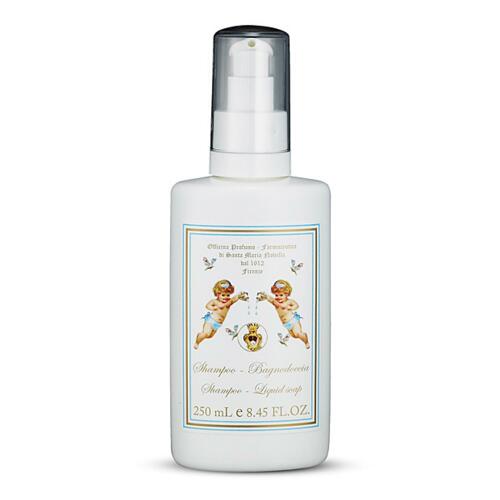 Officina Profumo - Farmaceutica
di Santa Maria Novella
dal 1612
Firenze
Shampoo - Bagnodoccia
Shampoo - Liquid soap
250 mL e 8.45 FL.OZ.